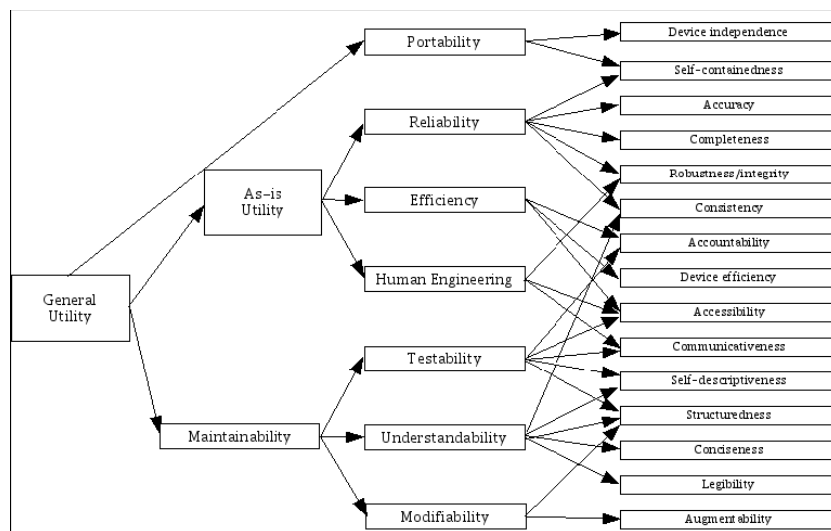 Portability
Device independence
Self-containedness
Reliability
Accuracy
Completeness
Robustness/integrity
As-is
Utility
Efficiency
Consistency
Accountability
General
Utility
Human Engineering
Device efficiency
Accessibility
Testability
Communicativeness
Self-descriptiveness
Maintainability
Understandability
Structuredness
Conciseness
Legibility
Modifiability
Augmentability